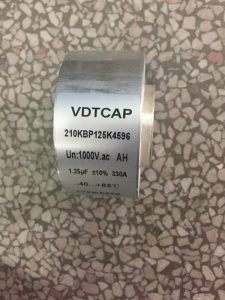 VDTCAP
210KBP125K4596
Un:1000V.ac AH
1.25μF ±10% 330A
-40...+85℃